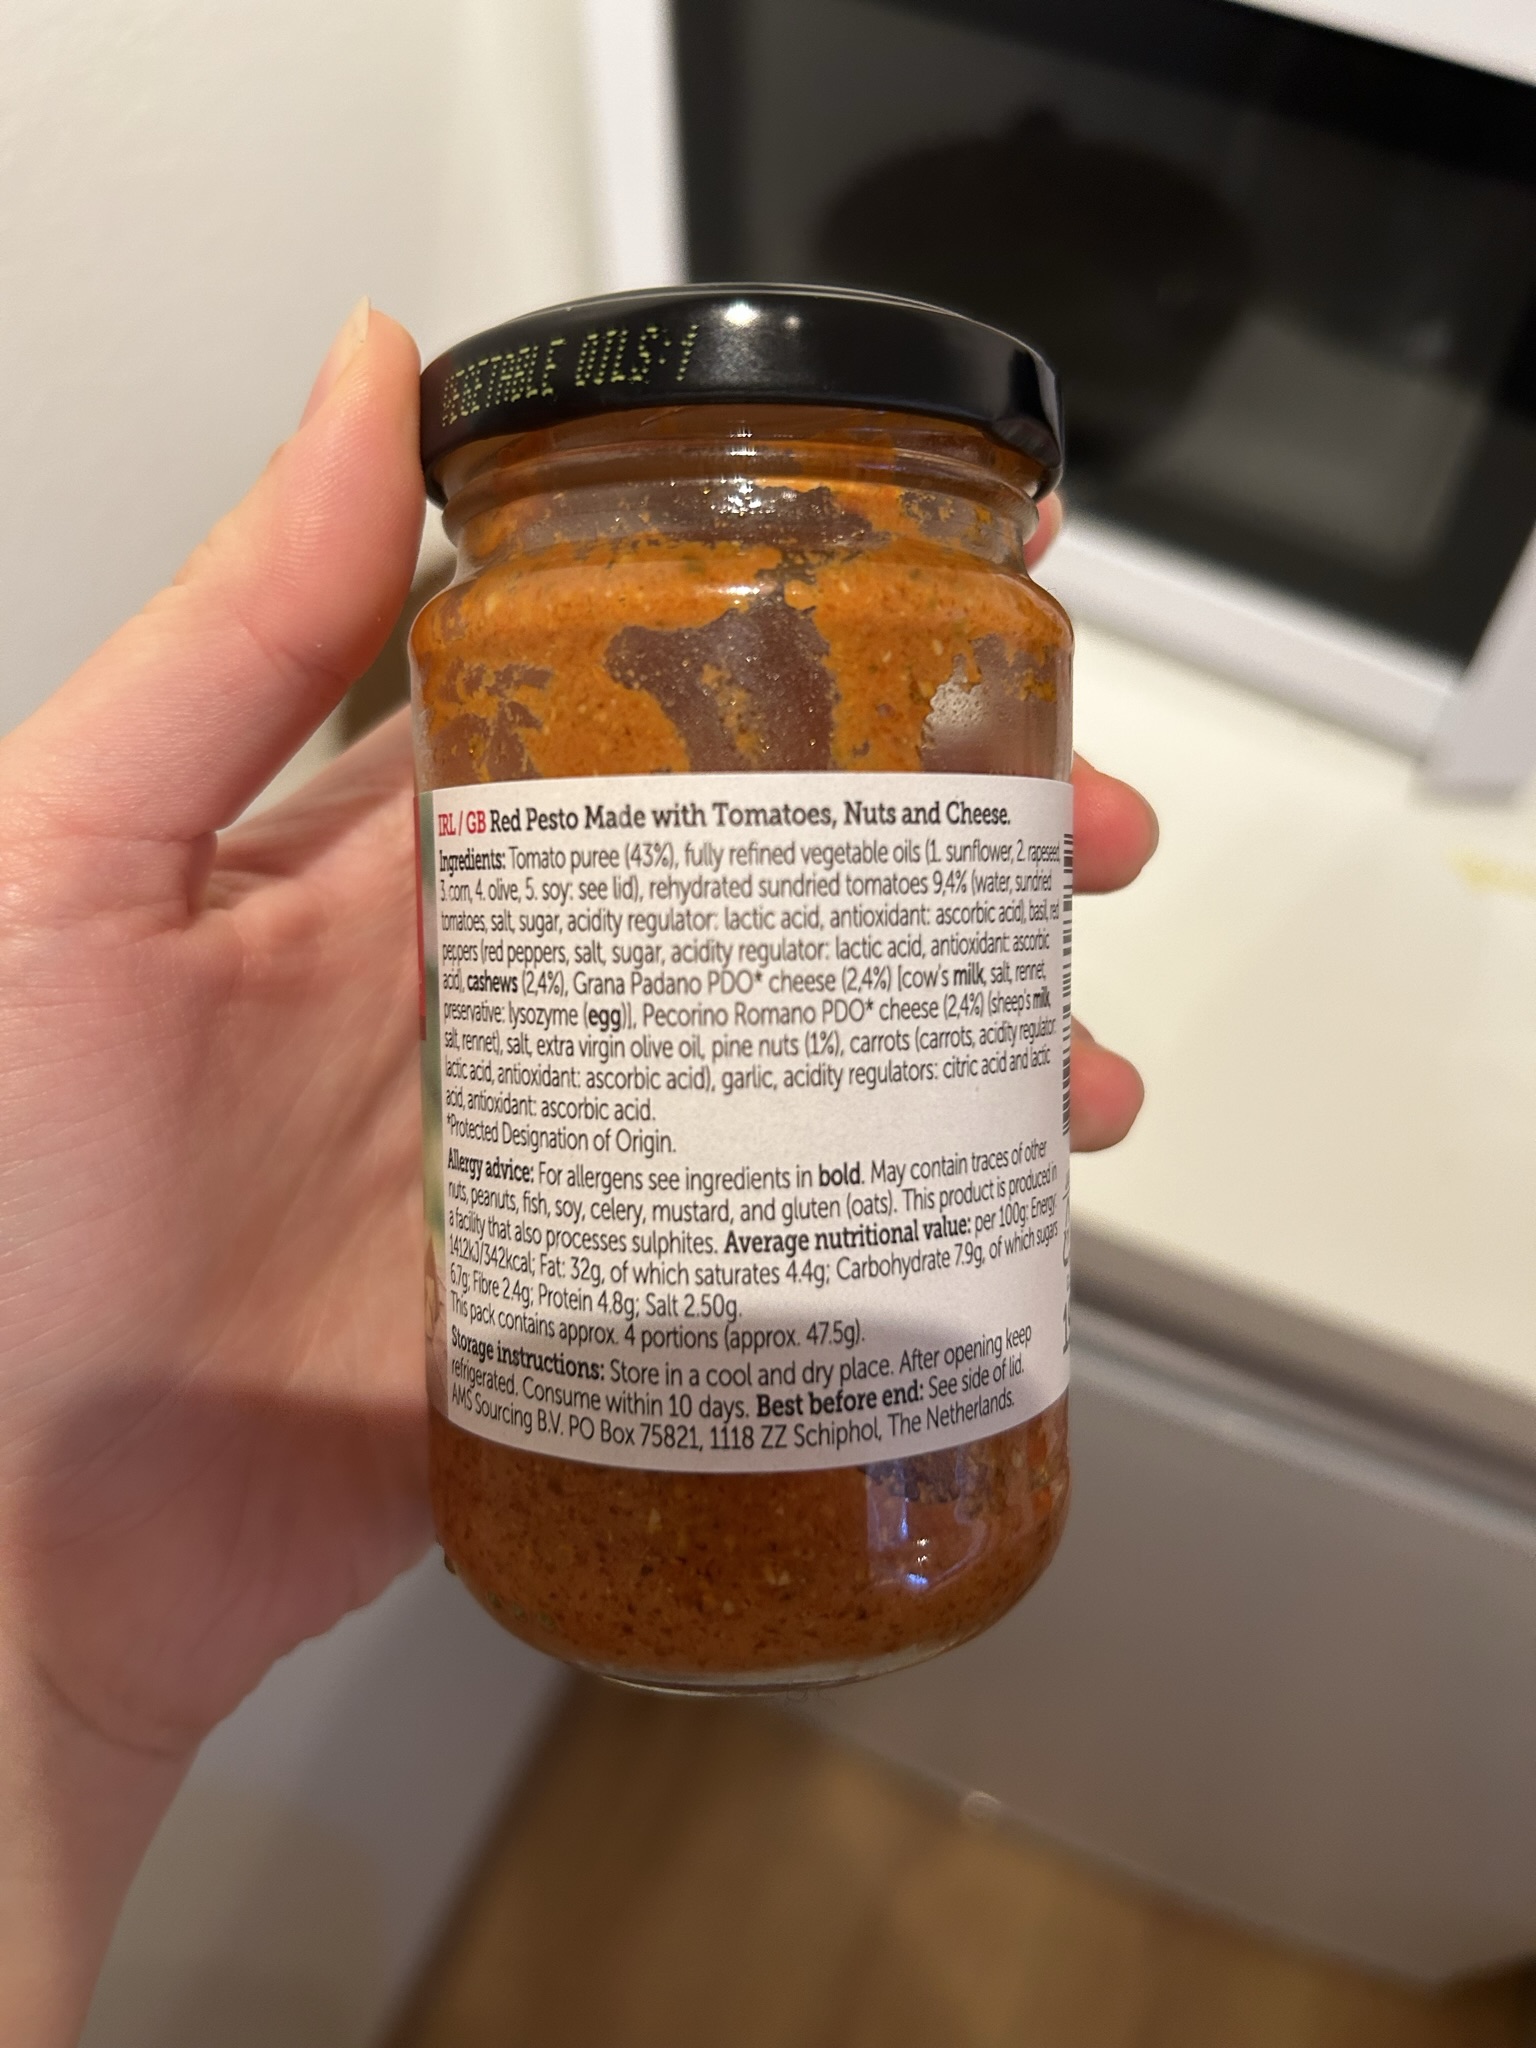 VEGETABLE OILS:1
IRL / GB Red Pesto Made with Tomatoes, Nuts and Cheese.
Ingredients: Tomato puree (43%), fully refined vegetable oils (1. sunflower, 2. rapeseed,
3. corn, 4. olive, 5. soy: see lid), rehydrated sundried tomatoes 9,4% (water, sundried
tomatoes, salt, sugar, acidity regulator: lactic acid, antioxidant: ascorbic acid), basil, red
peppers (red peppers, salt, sugar, acidity regulator: lactic acid, antioxidant: ascorbic
acid), cashews (2,4%), Grana Padano PDO* cheese (2,4%) [cow's milk, salt, rennet,
preservative: lysozyme (egg)], Pecorino Romano PDO* cheese (2,4%) (sheep's milk,
salt, rennet), salt, extra virgin olive oil, pine nuts (1%), carrots (carrots, acidity regulator:
lactic acid, antioxidant: ascorbic acid), garlic, acidity regulators: citric acid and lactic
acid, antioxidant: ascorbic acid.
*Protected Designation of Origin.
Allergy advice: For allergens see ingredients in bold. May contain traces of other
nuts, peanuts, fish, soy, celery, mustard, and gluten (oats). This product is produced in
a facility that also processes sulphites. Average nutritional value: per 100g: Energy:
1412kJ/342kcal; Fat: 32g, of which saturates 4.4g; Carbohydrate 7.9g, of which sugars
6.7g; Fibre 2.4g; Protein 4.8g; Salt 2.50g.
This pack contains approx. 4 portions (approx. 47.5g).
Storage instructions: Store in a cool and dry place. After opening keep
refrigerated. Consume within 10 days. Best before end: See side of lid.
AMS Sourcing B.V. PO Box 75821, 1118 ZZ Schiphol, The Netherlands.